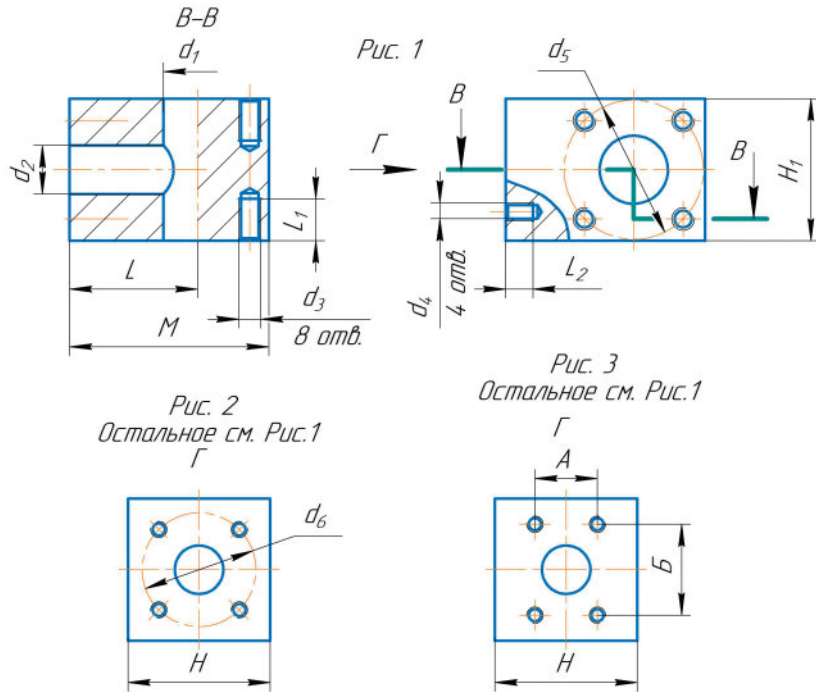 В–В
d1
Рис. 1
d5
В
Г
d2
В
H1
L1
L
d3
8 отв.
M
d4
4 отв.
L2
Рис. 2
Остальное см. Рис.1
Г
d6
H
Рис. 3
Остальное см. Рис.1
Г
А
Б
H